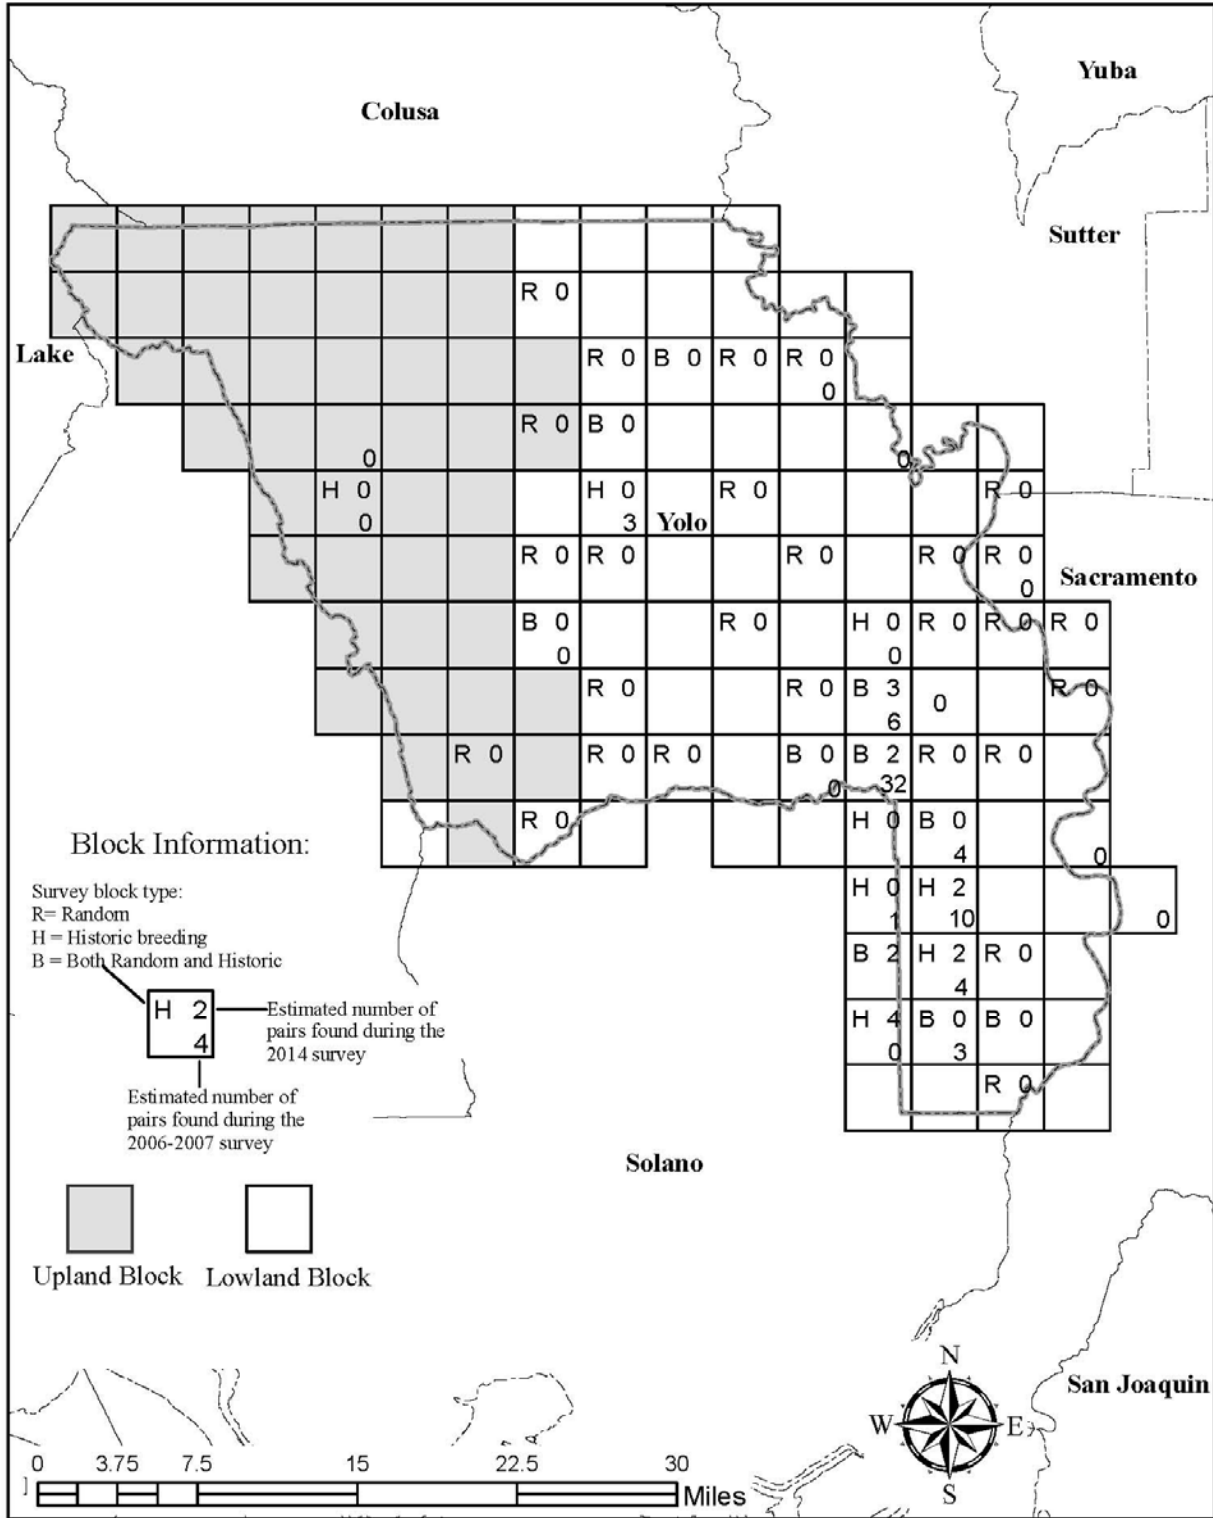 Yuba
Colusa
Sutter
R 0
Lake
R 0 B 0 R 0 R 0
0
R 0 B 0
0 0
H 0 H 0 R 0 R 0
0 3 Yolo
R 0 R 0 R 0 R 0 R 0
0
Sacramento
B 0 R 0 H 0 R 0 R 0 R 0
0 0
R 0 R 0 B 3 0 R 0
6
R 0 R 0 R 0 B 0 B 2 R 0 R 0
0 32
R 0 H 0 B 0
4 0
H 0 H 2
1 10 0
B 2 H 2 R 0
4
H 4 B 0 B 0
0 3
R 0
Block Information:
Survey block type:
R= Random
H = Historic breeding
B = Both Random and Historic
H 2
4
Estimated number of
pairs found during the
2014 survey
Estimated number of
pairs found during the
2006-2007 survey
Solano
Upland Block Lowland Block
San Joaquin
N
W E
S
0 3.75 7.5 15 22.5 30
Miles